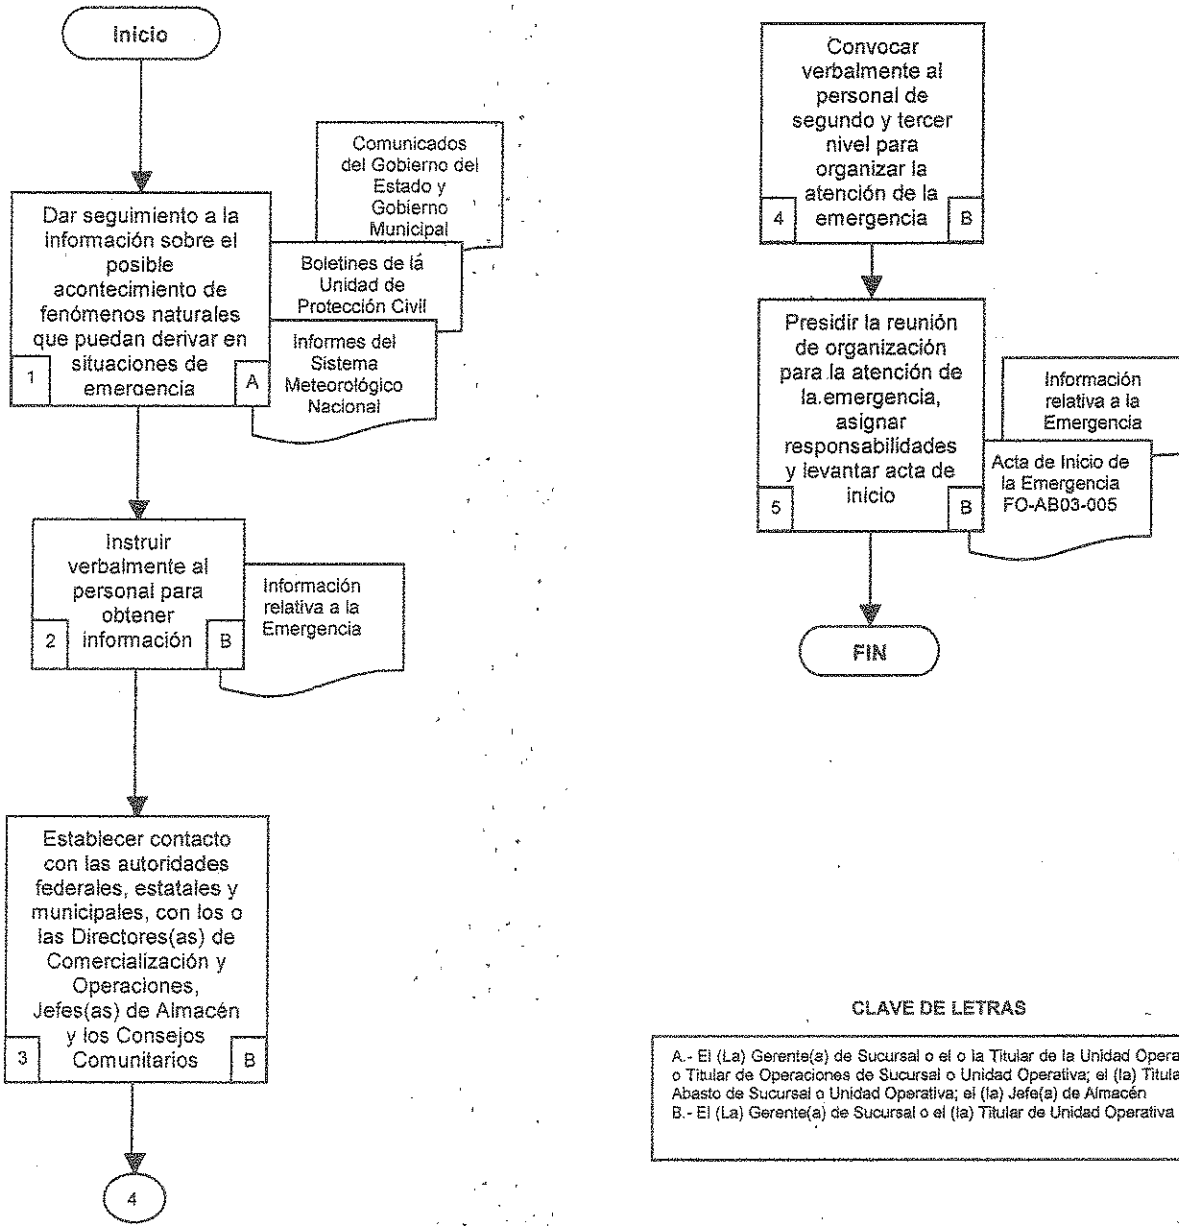 Inicio
Dar seguimiento a la
información sobre el
posible
acontecimiento de
fenómenos naturales
que puedan derivar en
situaciones de
emergencia
1
A
Comunicados
del Gobierno del
Estado y
Gobierno
Municipal
Boletines de la
Unidad de
Protección Civil
Informes del
Sistema
Meteorológico
Nacional
Instruir
verbalmente al
personal para
obtener
información
2
B
Información
relativa a la
Emergencia
Establecer contacto
con las autoridades
federales, estatales y
municipales, con los o
las Directores(as) de
Comercialización y
Operaciones,
Jefes(as) de Almacén
y los Consejos
Comunitarios
3
B
4
Convocar
verbalmente al
personal de
segundo y tercer
nivel para
organizar la
atención de la
emergencia
4
B
Presidir la reunión
de organización
para la atención de
la emergencia,
asignar
responsabilidades
y levantar acta de
inicio
5
B
Información
relativa a la
Emergencia
Acta de Inicio de
la Emergencia
FO-AB03-005
FIN
CLAVE DE LETRAS
A.- El (La) Gerente(a) de Sucursal o el o la Titular de la Unidad Opera
o Titular de Operaciones de Sucursal o Unidad Operativa; el (la) Titula
Abasto de Sucursal o Unidad Operativa; el (la) Jefe(a) de Almacén
B.- El (La) Gerente(a) de Sucursal o el (la) Titular de Unidad Operativa